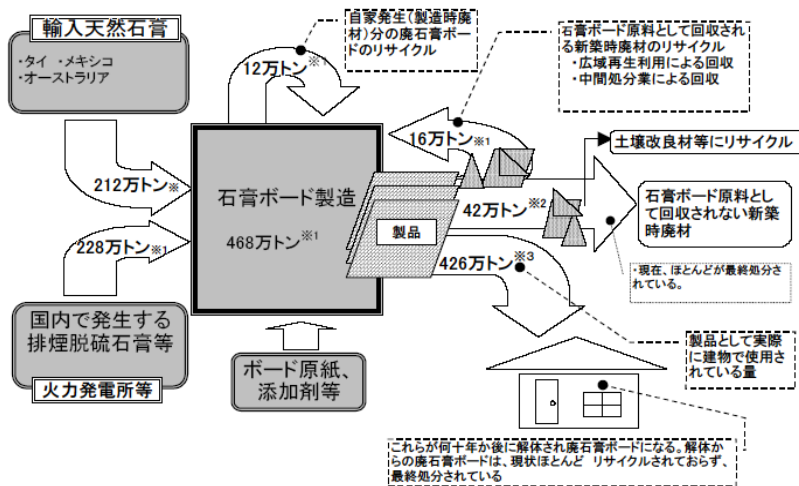 輸入天然石膏
・タイ ・メキシコ
・オーストラリア
自家発生(製造時廃
材)分の廃石膏ボー
ドのリサイクル
石膏ボード原料として回収さ
れる新築時廃材のリサイクル
・広域再生利用による回収
・中間処分業による回収
12万トン※1
16万トン※1
土壌改良材等にリサイクル
212万トン※
石膏ボード製造
468万トン※1
製品
42万トン※2
石膏ボード原料とし
て回収されない新築
時廃材
228万トン※1
426万トン※3
・現在、ほとんどが最終処分さ
れている。
国内で発生する
排煙脱硫石膏等
火力発電所等
ボード原紙、
添加剤等
製品として実際
に建物で使用さ
れている量
これらが何十年か後に解体され廃石膏ボードになる。解体か
らの廃石膏ボードは、現状ほとんど リサイクルされておらず、
最終処分されている